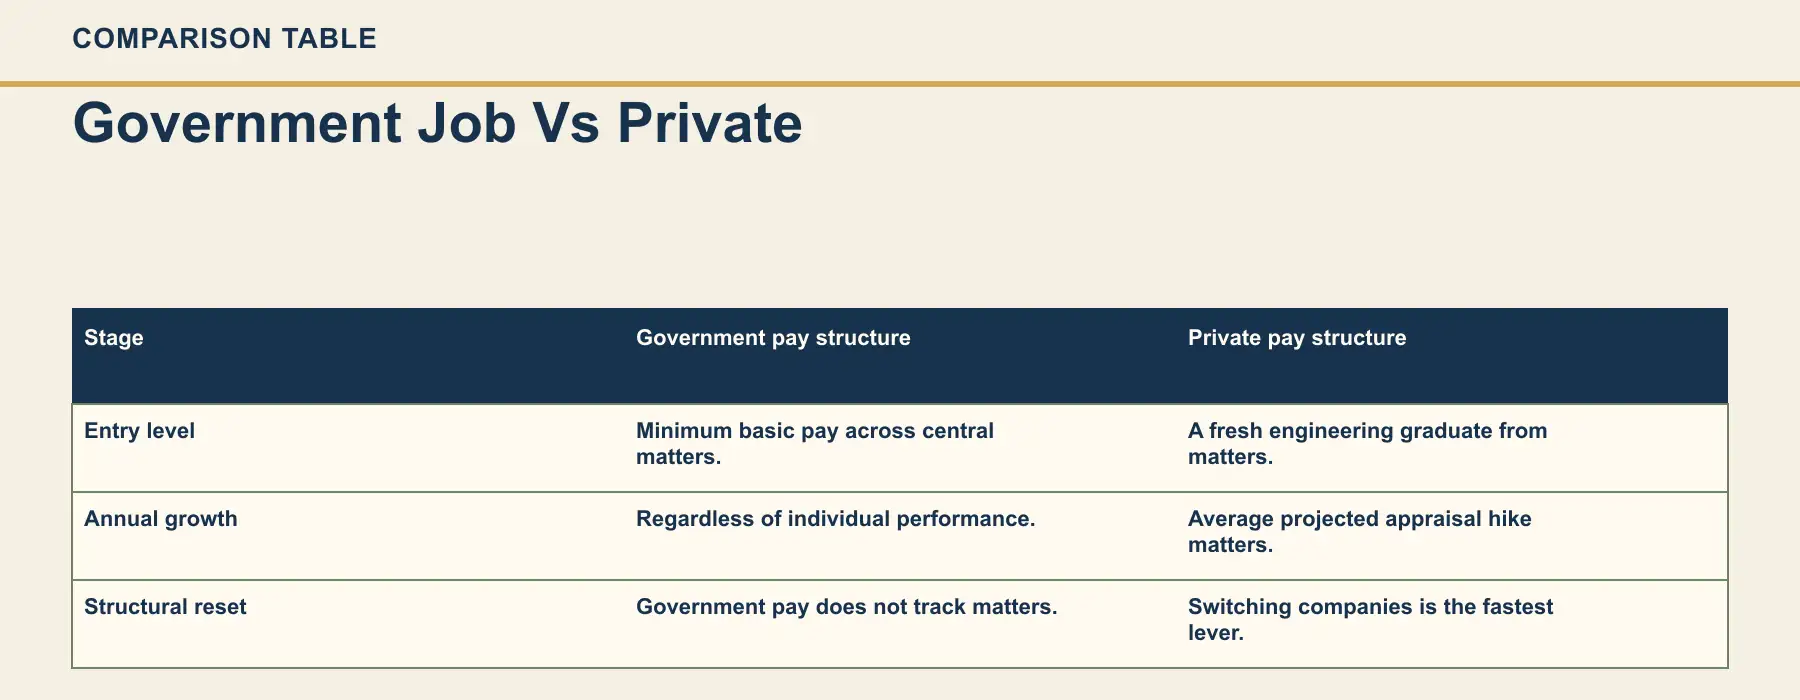 COMPARISON TABLE
Government Job Vs Private
Stage
Government pay structure
Private pay structure
Entry level
Minimum basic pay across central
matters.
A fresh engineering graduate from
matters.
Annual growth
Regardless of individual performance.
Average projected appraisal hike
matters.
Structural reset
Government pay does not track matters.
Switching companies is the fastest
lever.